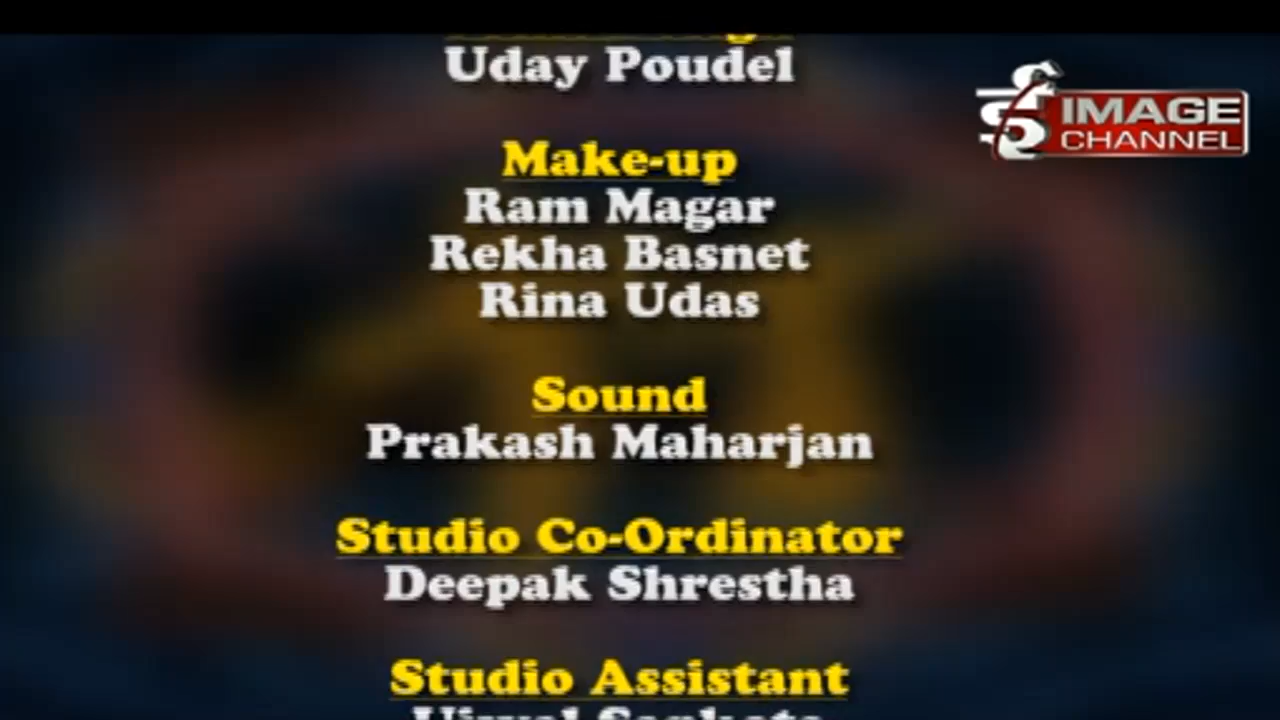 Uday Poudel
IMAGE
CHANNEL
Make-up
Ram Magar
Rekha Basnet
Rina Udas
Sound
Prakash Maharjan
Studio Co-Ordinator
Deepak Shrestha
Studio Assistant